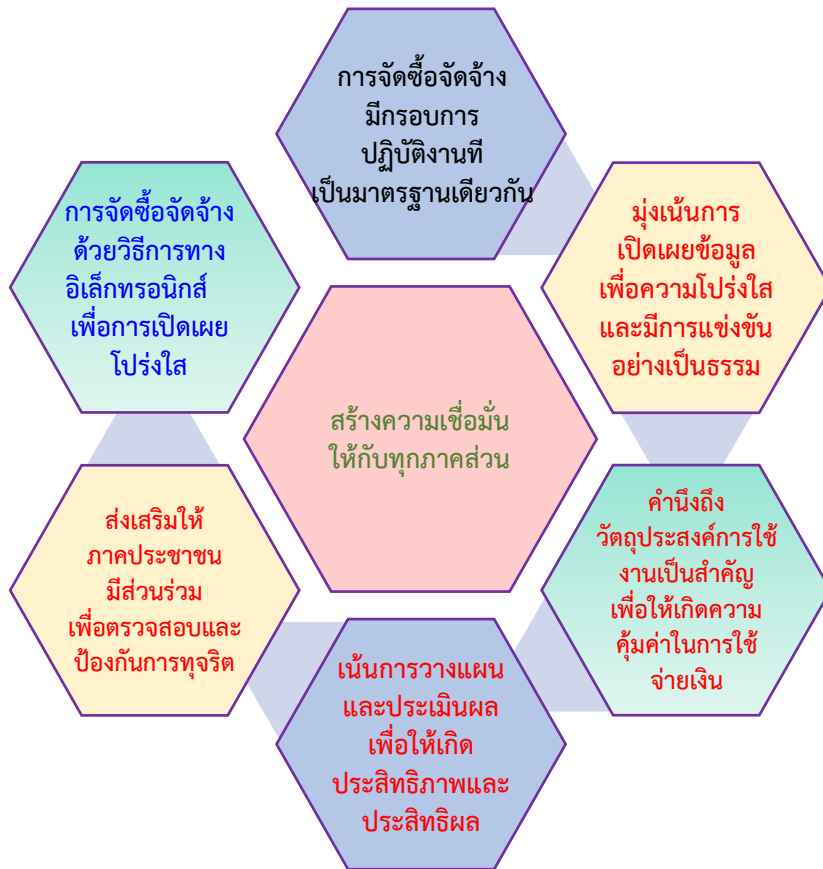 การจัดซื้อจัดจ้าง
มีกรอบการ
ปฏิบัติงานที
เป็นมาตรฐานเดียวกัน
มุ่งเน้นการ
เปิดเผยข้อมูล
เพื่อความโปร่งใส
และมีการแข่งขัน
อย่างเป็นธรรม
คำนึงถึง
วัตถุประสงค์การใช้
งานเป็นสำคัญ
เพื่อให้เกิดความ
คุ้มค่าในการใช้
จ่ายเงิน
เน้นการวางแผน
และประเมินผล
เพื่อให้เกิด
ประสิทธิภาพและ
ประสิทธิผล
ส่งเสริมให้
ภาคประชาชน
มีส่วนร่วม
เพื่อตรวจสอบและ
ป้องกันการทุจริต
การจัดซื้อจัดจ้าง
ด้วยวิธีการทาง
อิเล็กทรอนิกส์
เพื่อการเปิดเผย
โปร่งใส
สร้างความเชื่อมั่น
ให้กับทุกภาคส่วน